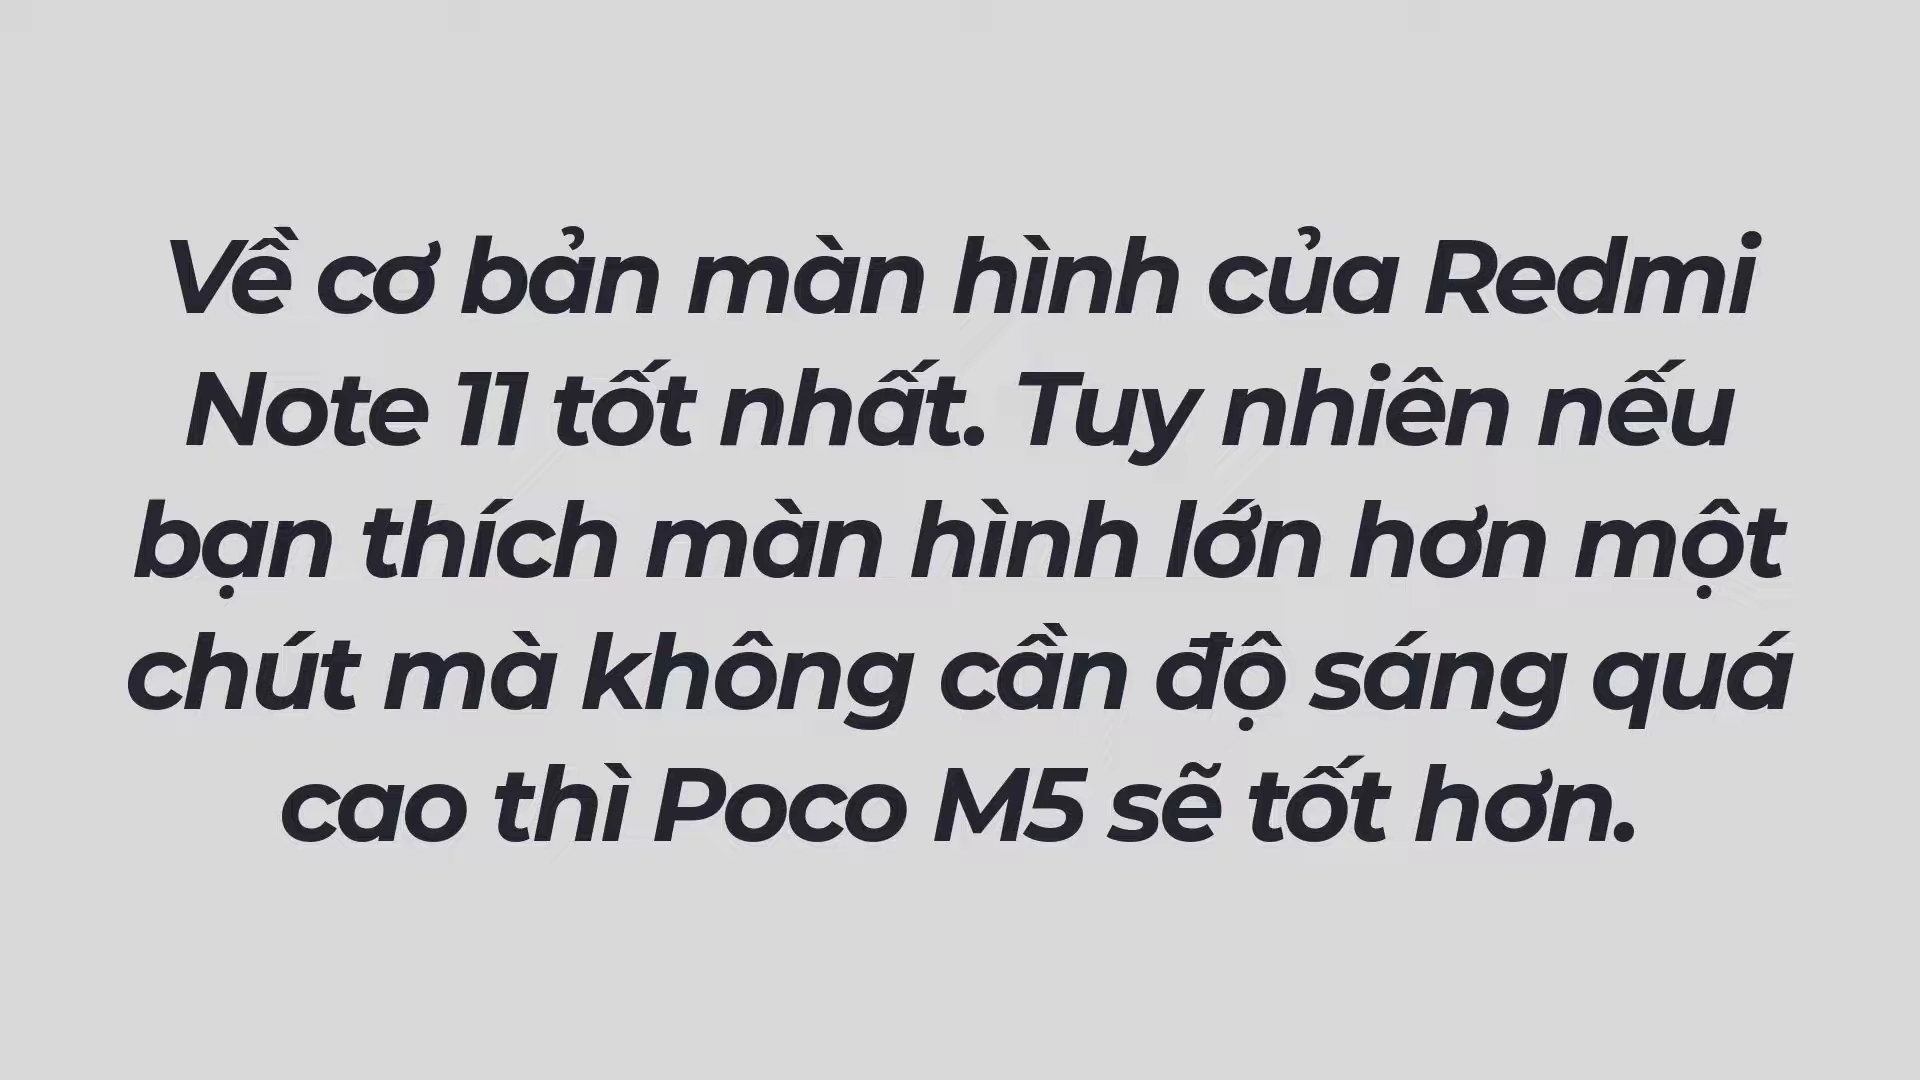 Về cơ bản màn hình của Redmi
Note 11 tốt nhất. Tuy nhiên nếu
bạn thích màn hình lớn hơn một
chút mà không cần độ sáng quá
cao thì Poco M5 sẽ tốt hơn.